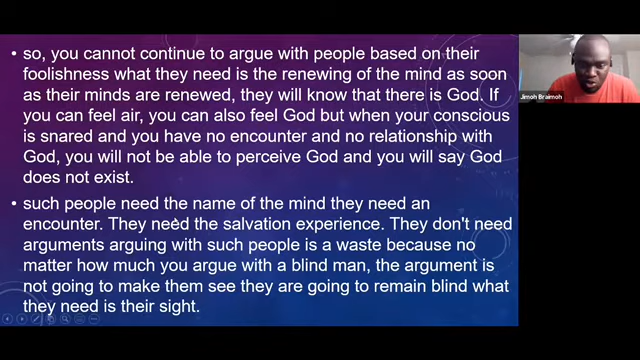 • so, you cannot continue to argue with people based on their
foolishness what they need is the renewing of the mind as soon
as their minds are renewed, they will know that there is God. If
you can feel air, you can also feel God but when your conscious
is snared and you have no encounter and no relationship with
God, you will not be able to perceive God and you will say God
does not exist.
• such people need the name of the mind they need an
encounter. They need the salvation experience. They don't need
arguments arguing with such people is a waste because no
matter how much you argue with a blind man, the argument is
not going to make them see they are going to remain blind what
they need is their sight.
Jimoh Braimoh